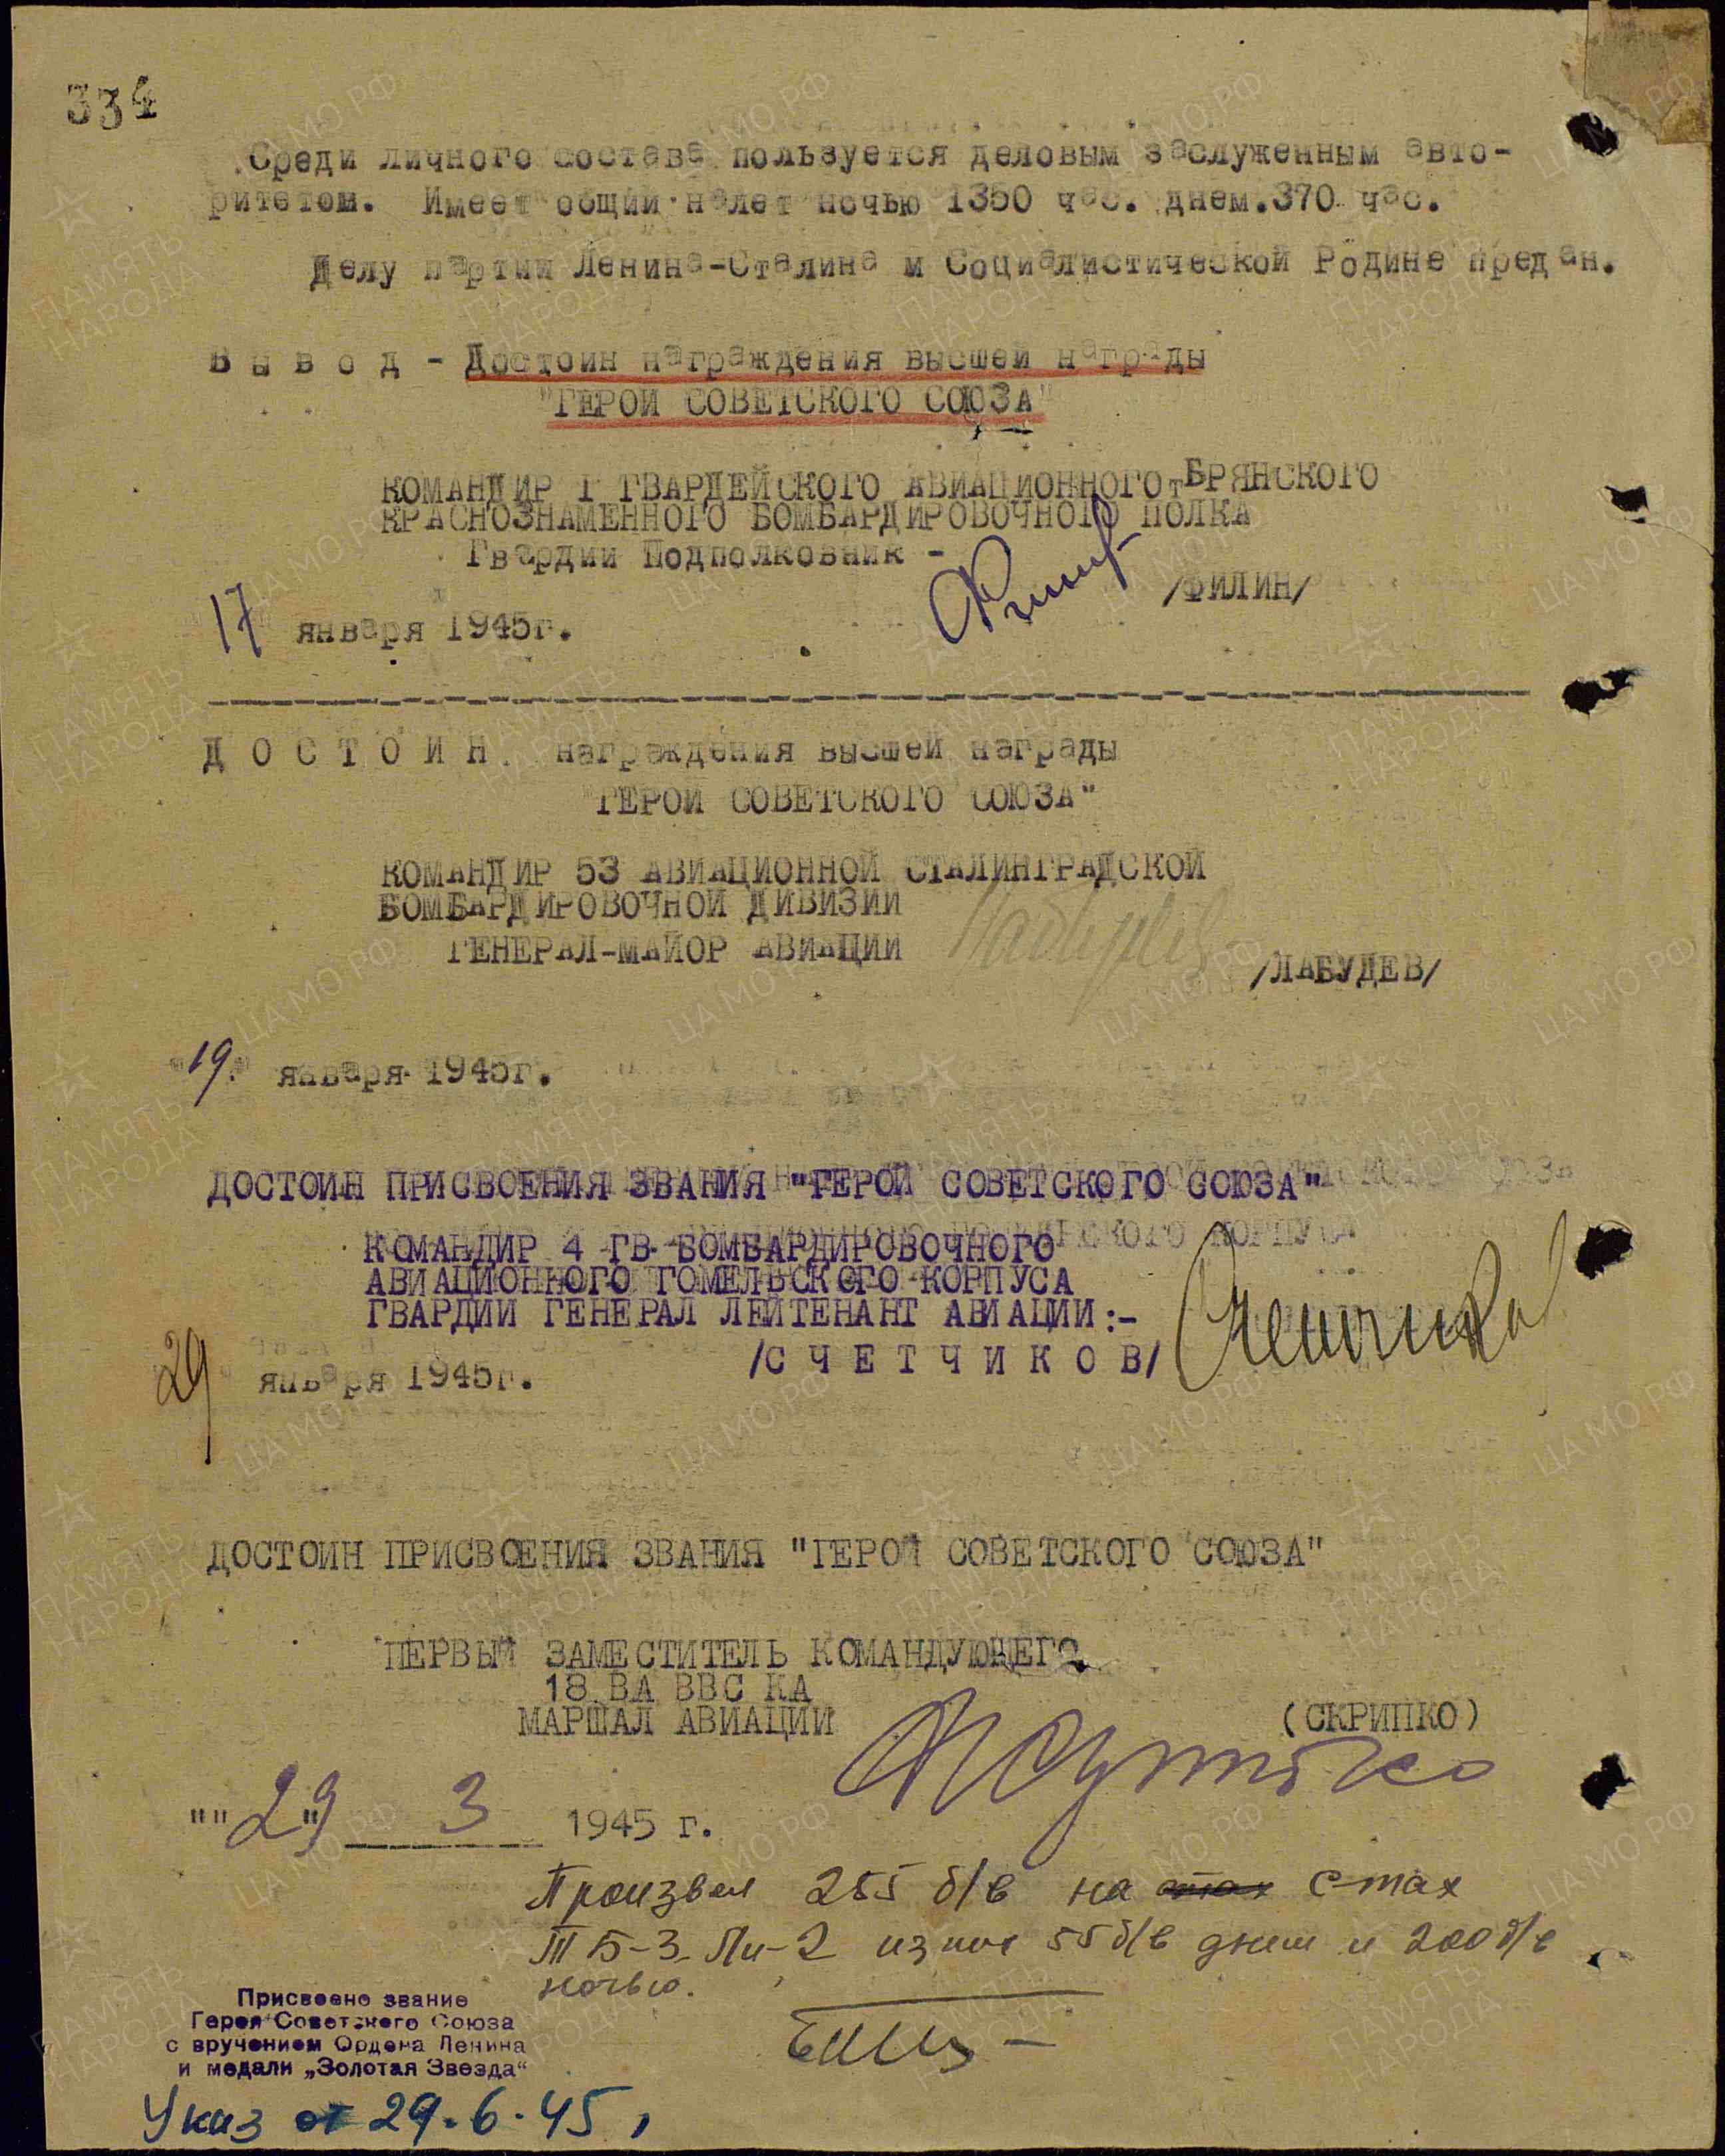 334
Среди личного состава пользуется деловым заслуженным авто-
ритетом. Имеет общий налет ночью 1350 час. днем.370 час.
Делу партии Ленина-Сталина и Социалистической Родине предан.
В ы в о д - Достоин награждения высшей награды
"ГЕРОЙ СОВЕТСКОГО СОЮЗА"
КОМАНДИР I ГВАРДЕЙСКОГО АВИАЦИОННОГО БРЯНСКОГО
КРАСНОЗНАМЕННОГО БОМБАРДИРОВОЧНОГО ПОЛКА
Гвардии Подполковник -
/ФИЛИН/
17 января 1945г.
Д О С Т О И Н награждения высшей награды
"ГЕРОЙ СОВЕТСКОГО СОЮЗА"
КОМАНДИР 53 АВИАЦИОННОЙ СТАЛИНГРАДСКОЙ
БОМБАРДИРОВОЧНОЙ ДИВИЗИИ
ГЕНЕРАЛ-МАЙОР АВИАЦИИ
/ЛАБУДЕВ/
"19" января 1945г.
ДОСТОИН ПРИСВОЕНИЯ ЗВАНИЯ "ГЕРОЙ СОВЕТСКОГО СОЮЗА"
КОМАНДИР 4 ГВ БОМБАРДИРОВОЧНОГО
АВИАЦИОННОГО ГОМЕЛЬСКОГО КОРПУСА
ГВАРДИИ ГЕНЕРАЛ ЛЕЙТЕНАНТ АВИАЦИИ:-
/С Ч Е Т Ч И К О В/
29 января 1945г.
ДОСТОИН ПРИСВОЕНИЯ ЗВАНИЯ "ГЕРОЙ СОВЕТСКОГО СОЮЗА"
ПЕРВЫЙ ЗАМЕСТИТЕЛЬ КОМАНДУЮЩЕГО
18 ВА ВВС КА
МАРШАЛ АВИАЦИИ
(СКРИПКО)
""29" 3 1945 г.
Произвел 255 б/в на с-тах
ТБ-3, Ли-2 из них 55 б/в днем и 200 б/в
ночью.
Присвоено звание
Героя Советского Союза
с вручением Ордена Ленина
и медали „Золотая Звезда“
Указ от 29.6.45,